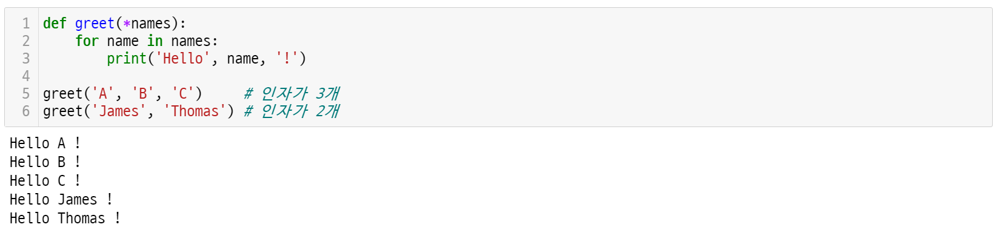 1 def greet(*names):
2     for name in names:
3         print('Hello', name, '!')
4
5 greet('A', 'B', 'C')     # 인자가 3개
6 greet('James', 'Thomas') # 인자가 2개
Hello A !
Hello B !
Hello C !
Hello James !
Hello Thomas !